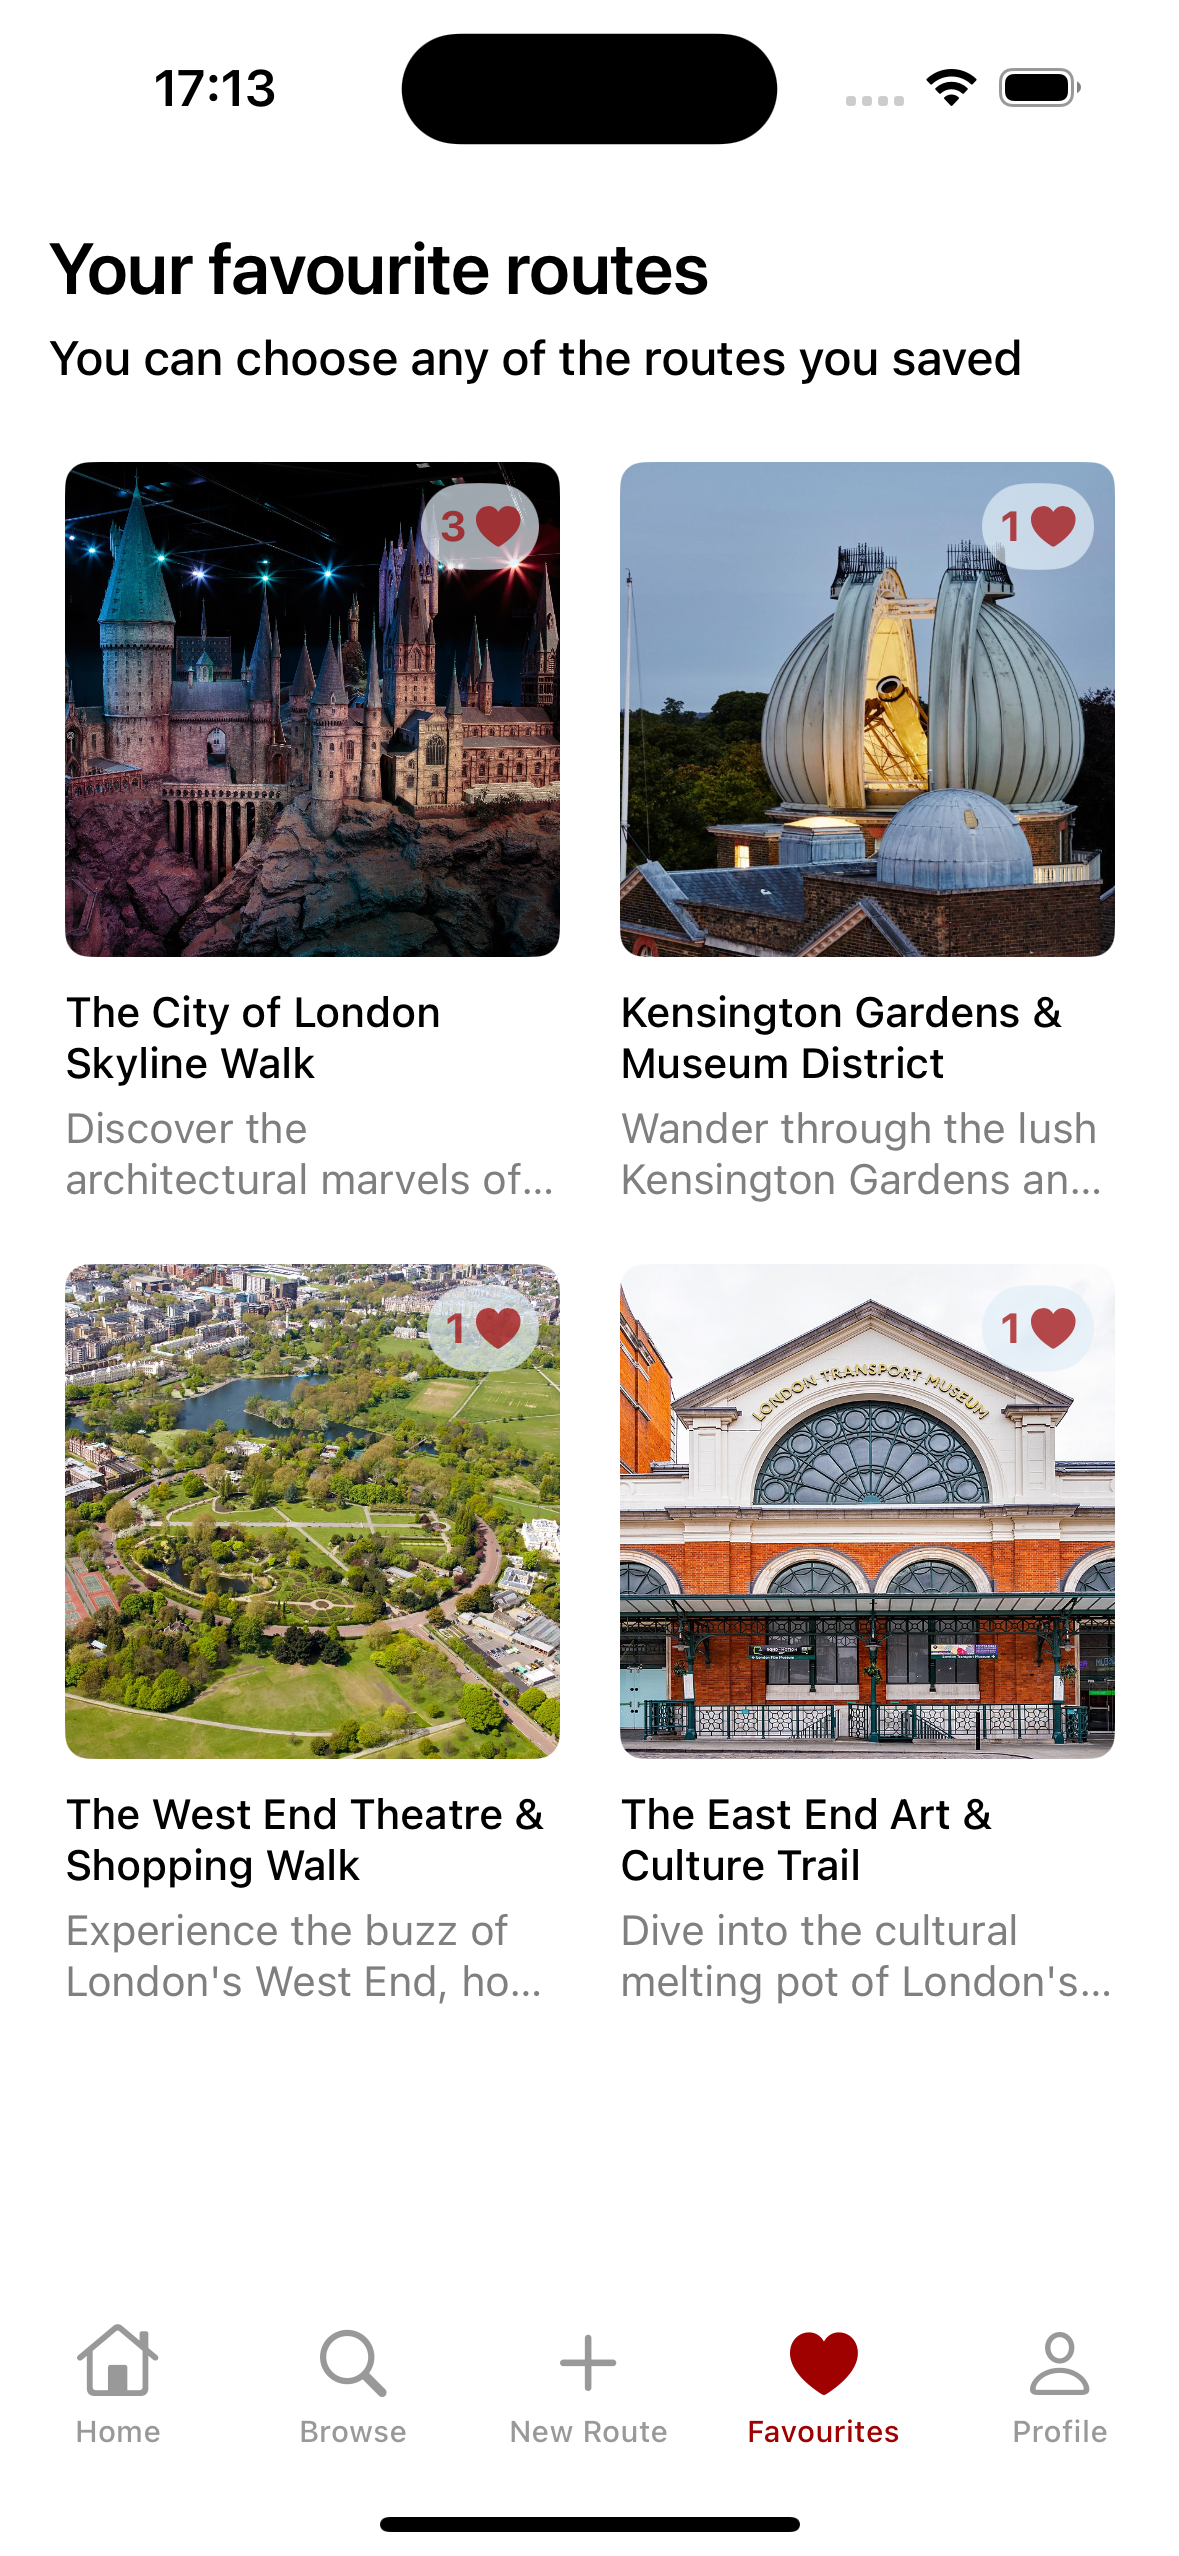 17:13
Your favourite routes
You can choose any of the routes you saved
3
1
The City of London
Skyline Walk
Discover the
architectural marvels of...
Kensington Gardens &
Museum District
Wander through the lush
Kensington Gardens an...
1
1
LONDON TRANSPORT MUSEUM
The West End Theatre &
Shopping Walk
Experience the buzz of
London's West End, ho...
The East End Art &
Culture Trail
Dive into the cultural
melting pot of London's...
Home
Browse
New Route
Favourites
Profile